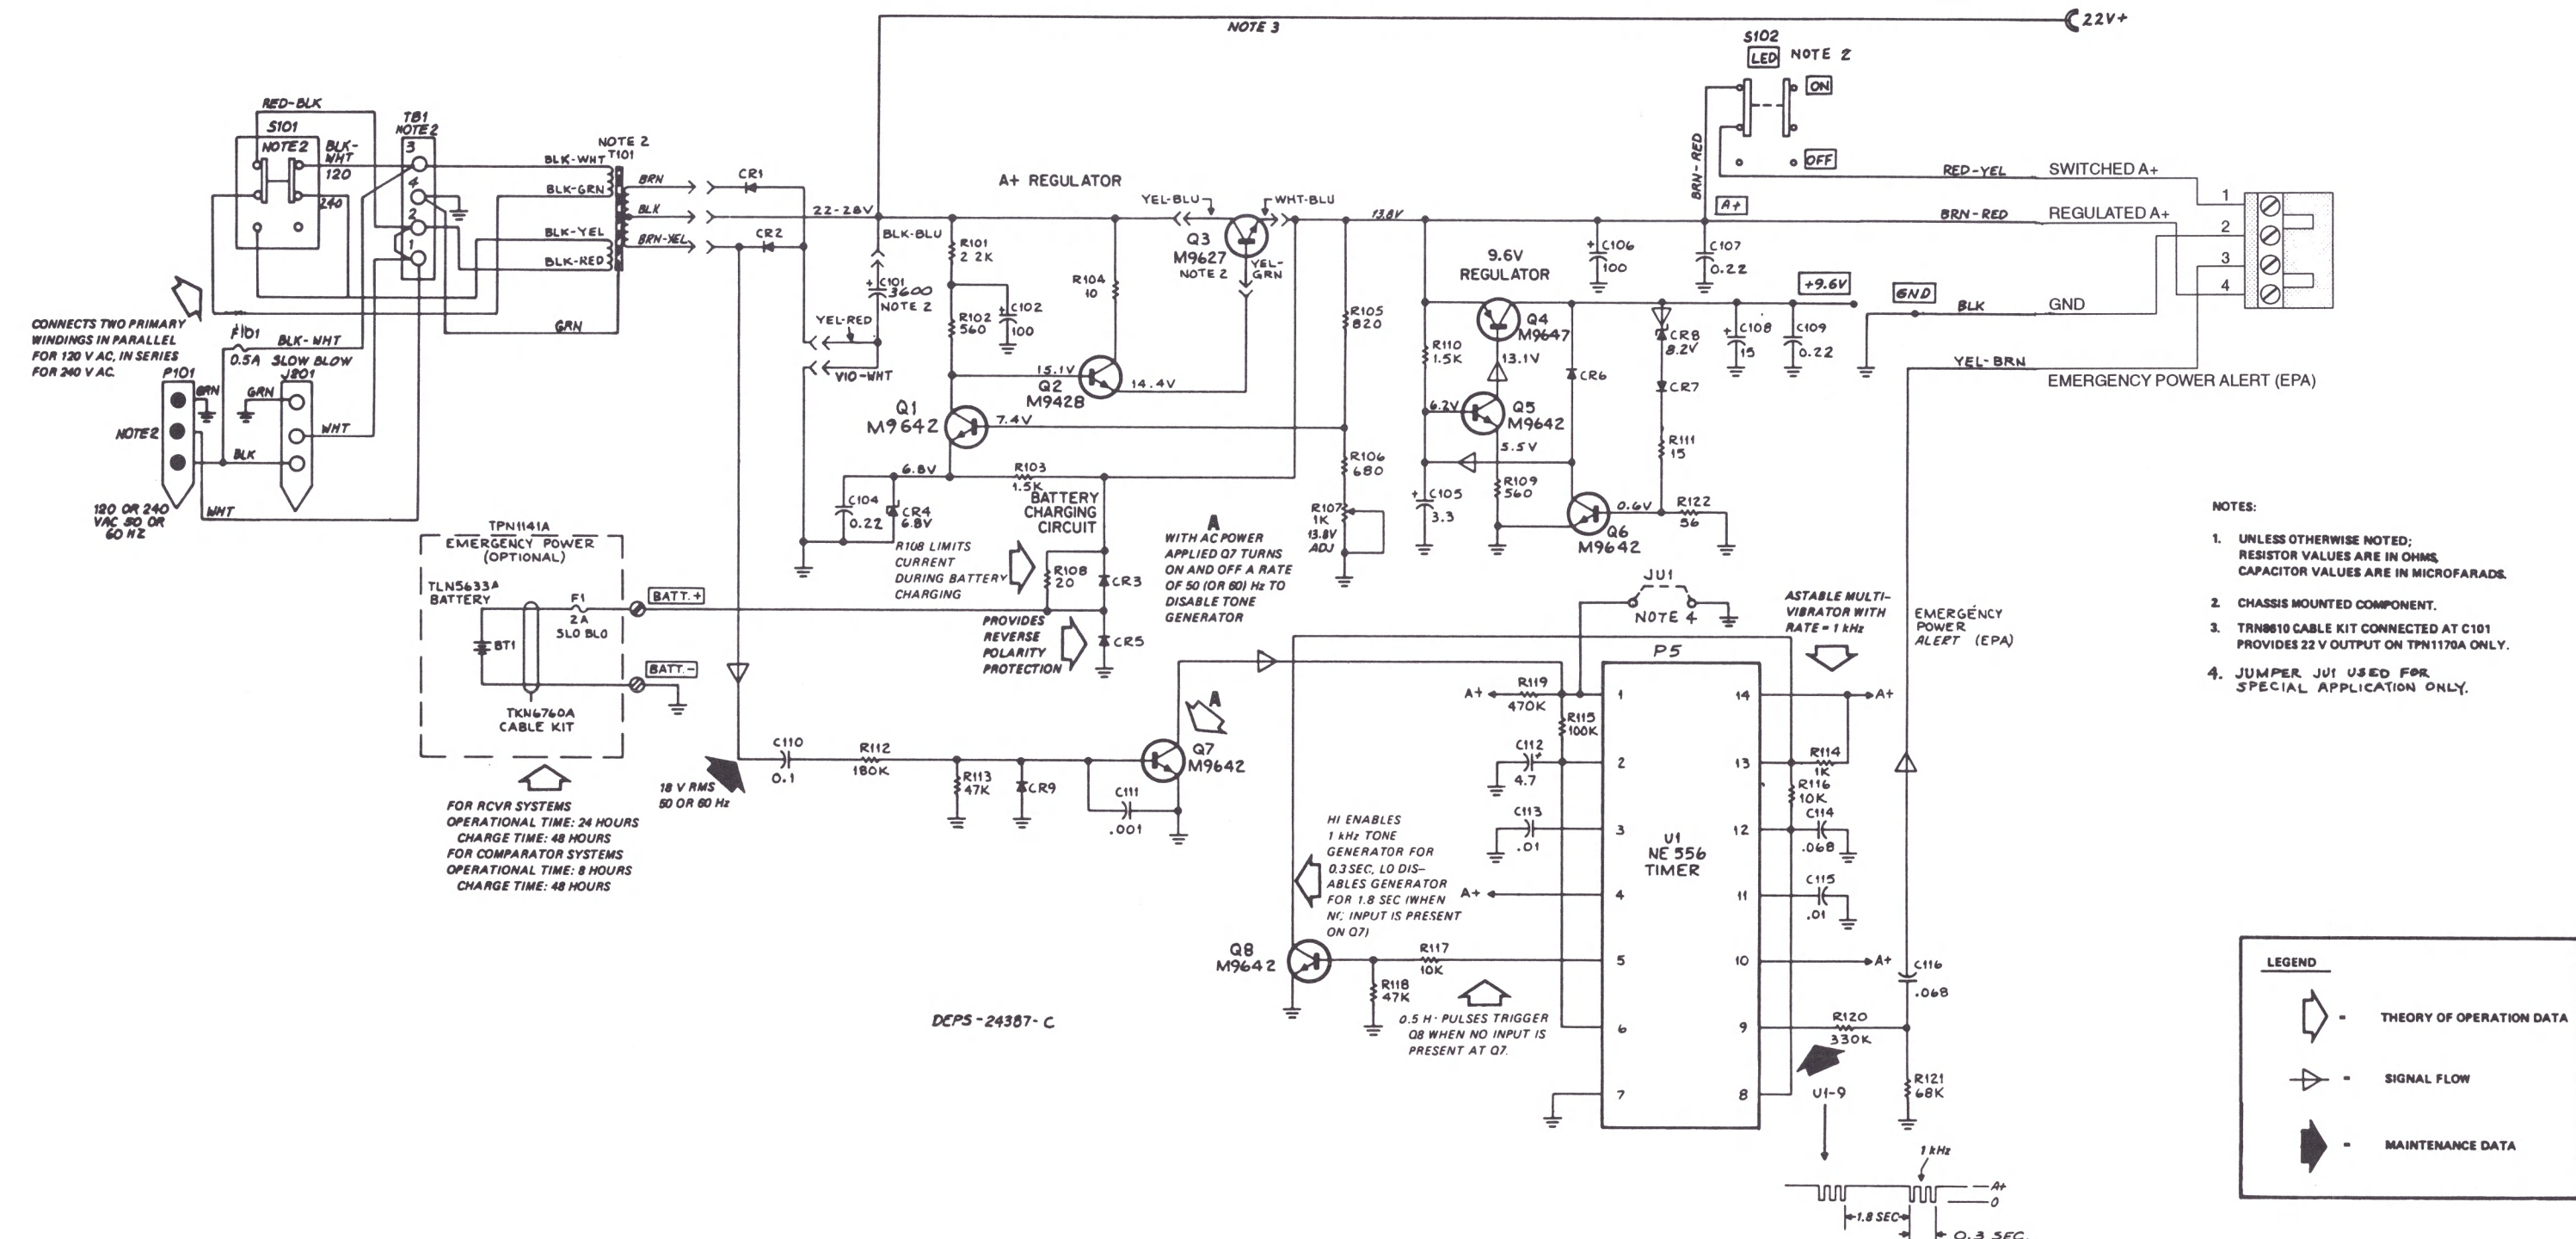 NOTE 3
22V+
S102
LED
NOTE 2
ON
OFF
BRN-RED
RED-YEL
SWITCHED A+
A+
BRN-RED
REGULATED A+
1
2
3
4
+9.6V
GND
BLK
GND
YEL-BRN
EMERGENCY POWER ALERT (EPA)
RED-BLK
S101
NOTE 2
BLK-
WHT
120
240
TB1
NOTE 2
3
4
2
1
NOTE 2
T101
BLK-WHT
BLK-GRN
BLK-YEL
BLK-RED
GRN
BRN
BLK
BRN-YEL
CR1
CR2
22-28V
BLK-BLU
CONNECTS TWO PRIMARY
WINDINGS IN PARALLEL
FOR 120 V AC, IN SERIES
FOR 240 V AC.
F101
0.5A
BLK-WHT
SLOW BLOW
P101
J201
GRN
GRN
NOTE 2
WHT
BLK
WHT
120 OR 240
VAC 50 OR
60 HZ
+
C101
3600
NOTE 2
YEL-RED
VIO-WHT
A+ REGULATOR
R101
2 2K
R102
560
+
C102
100
R104
10
YEL-BLU
WHT-BLU
Q3
M9627
NOTE 2
YEL-
GRN
15.1V
Q2
M9428
14.4V
Q1
M9642
7.4V
6.8V
R103
1.5K
C104
0.22
CR4
6.8V
BATTERY
CHARGING
CIRCUIT
R108 LIMITS
CURRENT
DURING BATTERY
CHARGING
R108
20
CR3
CR5
PROVIDES
REVERSE
POLARITY
PROTECTION
A
WITH AC POWER
APPLIED Q7 TURNS
ON AND OFF A RATE
OF 50 (OR 60) Hz TO
DISABLE TONE
GENERATOR
13.8V
R105
820
R106
680
R107
1K
13.8V
ADJ
9.6V
REGULATOR
+
C106
100
C107
0.22
Q4
M9647
R110
1.5K
13.1V
CR6
CR8
8.2V
CR7
+
C108
15
C109
0.22
6.2V
Q5
M9642
5.5V
R111
15
+
C105
3.3
R109
560
0.6V
R122
56
Q6
M9642
TPN1141A
EMERGENCY POWER
(OPTIONAL)
TLN5633A
BATTERY
F1
2A
SLO BLO
BT1
BATT.+
BATT.-
TKN6760A
CABLE KIT
FOR RCVR SYSTEMS
OPERATIONAL TIME: 24 HOURS
CHARGE TIME: 48 HOURS
FOR COMPARATOR SYSTEMS
OPERATIONAL TIME: 8 HOURS
CHARGE TIME: 48 HOURS
18 V RMS
50 OR 60 Hz
C110
0.1
R112
180K
R113
47K
CR9
C111
.001
A
Q7
M9642
JU1
NOTE 4
ASTABLE MULTI-
VIBRATOR WITH
RATE = 1 kHz
EMERGENCY
POWER
ALERT (EPA)
P5
A+
R119
470K
R115
100K
C112
+
4.7
C113
.01
A+
1
2
3
4
5
6
7
U1
NE 556
TIMER
14
13
12
11
10
9
8
A+
R114
1K
R116
10K
C114
.068
C115
.01
A+
C116
.068
R120
330K
R121
68K
U1-9
HI ENABLES
1 kHz TONE
GENERATOR FOR
0.3 SEC, LO DIS-
ABLES GENERATOR
FOR 1.8 SEC (WHEN
NO INPUT IS PRESENT
ON Q7)
Q8
M9642
R117
10K
R118
47K
0.5 H· PULSES TRIGGER
Q8 WHEN NO INPUT IS
PRESENT AT Q7.
DEPS-24387-C
1 kHz
A+
0
1.8 SEC
0.3 SEC.
NOTES:
1. UNLESS OTHERWISE NOTED;
RESISTOR VALUES ARE IN OHMS,
CAPACITOR VALUES ARE IN MICROFARADS.
2. CHASSIS MOUNTED COMPONENT.
3. TRN8610 CABLE KIT CONNECTED AT C101
PROVIDES 22 V OUTPUT ON TPN1170A ONLY.
4. JUMPER JU1 USED FOR
SPECIAL APPLICATION ONLY.
LEGEND
- THEORY OF OPERATION DATA
- SIGNAL FLOW
- MAINTENANCE DATA